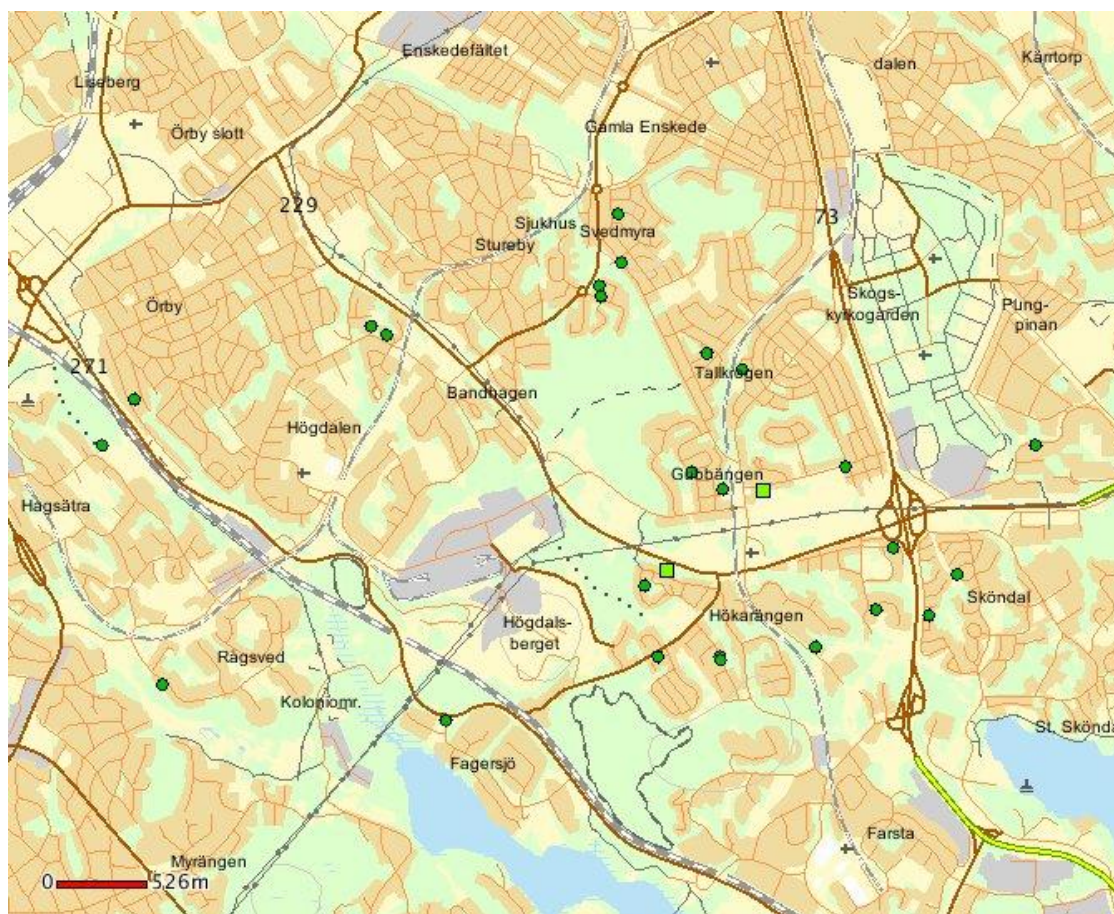 Enskedefältet
dalen
Kärrtorp
Liseberg
Örby slott
Gamla Enskede
229
Sjukhus
Stureby
Svedmyra
73
Örby
Skogs-
kyrkogården
Pung-
pinan
271
Tallkrogen
Bandhagen
Högdalen
Gubbängen
Hagsätra
Sköndal
Högdals-
berget
Hökarängen
Rågsved
Koloniomr.
St. Skönda
Fagersjö
Farsta
Myrängen
0 526m